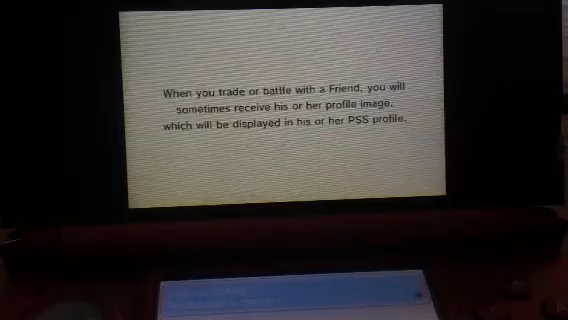 When you trade or battle with a Friend, you will
sometimes receive his or her profile image,
which will be displayed in his or her PSS profile.